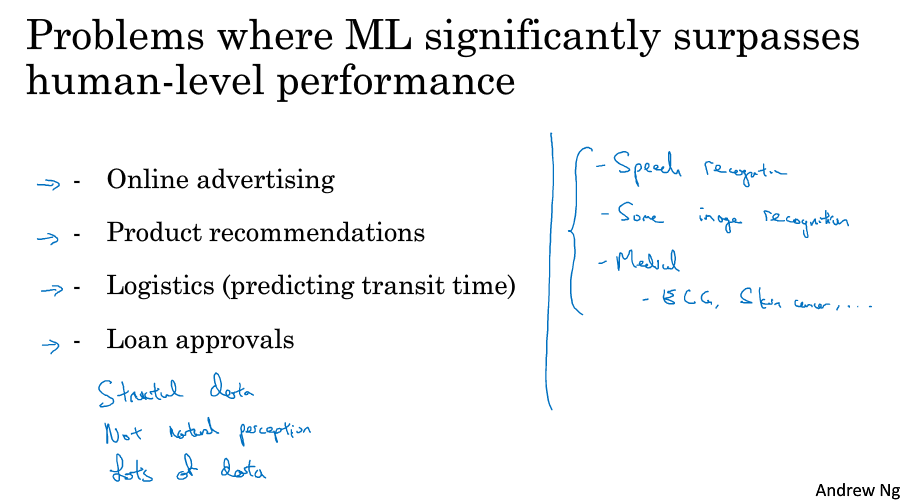 Problems where ML significantly surpasses
human-level performance
→ - Online advertising
→ - Product recommendations
→ - Logistics (predicting transit time)
→ - Loan approvals
Structured data
Not natural perception
Lots of data
- Speech recognition
- Some image recognition
- Medical
- ECG, Skin cancer, ...
Andrew Ng